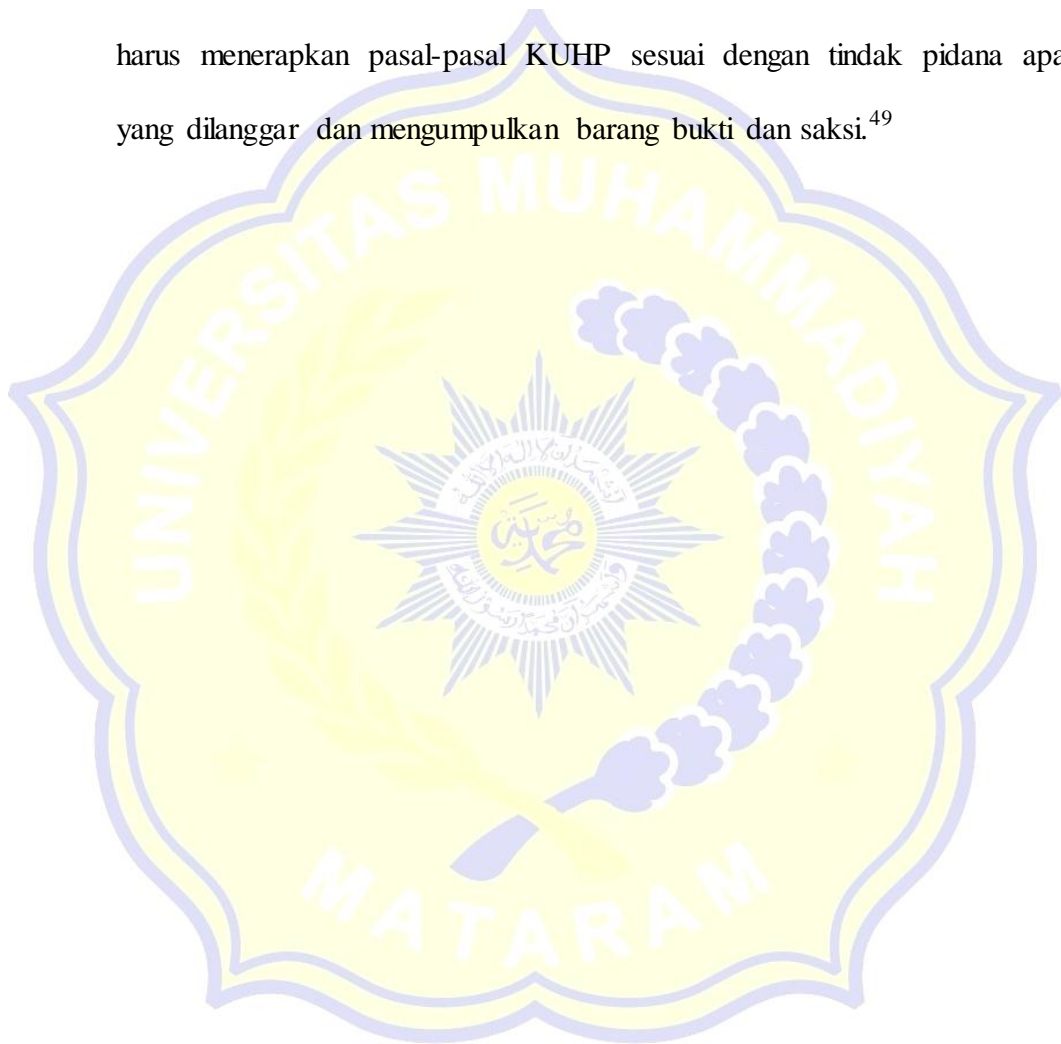 harus menerapkan pasal-pasal KUHP sesuai dengan tindak pidana apa
yang dilanggar dan mengumpulkan barang bukti dan saksi.49
UNIVERSITAS MUHAMMADIYAH
MATARAM